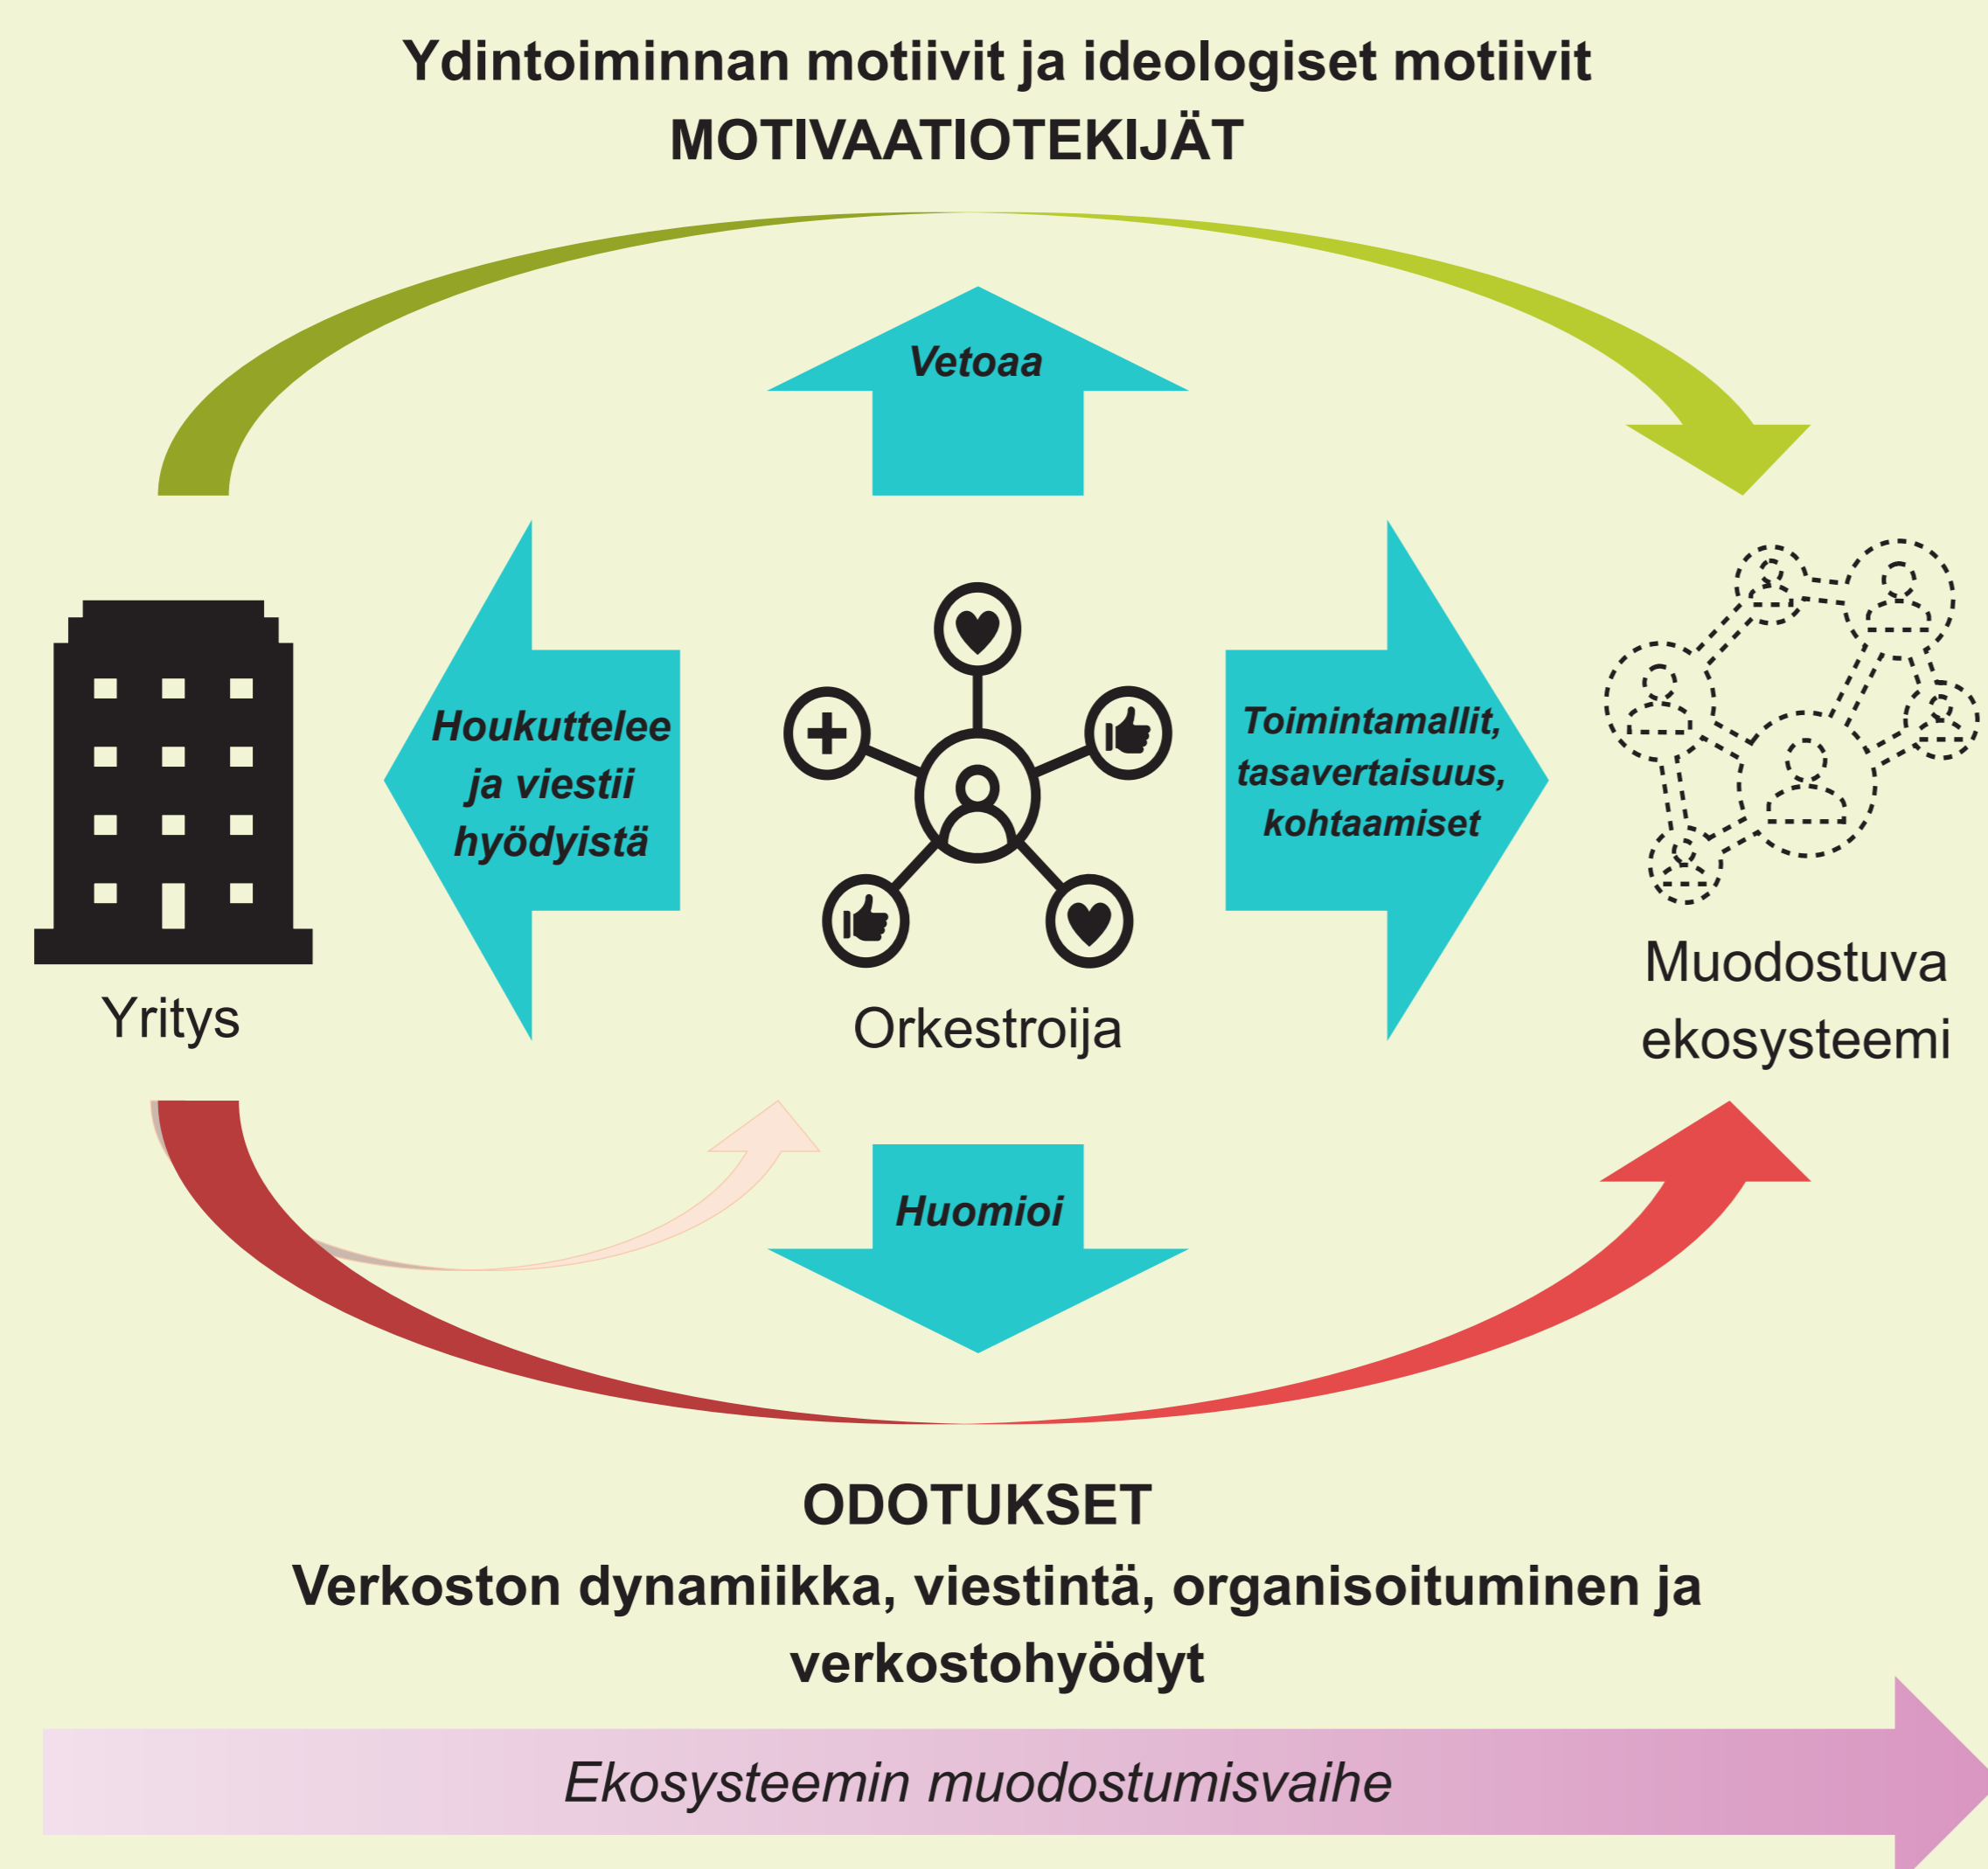 Ydintoiminnan motiivit ja ideologiset motiivit
MOTIVAATIOTEKIJÄT
Vetoaa
Houkuttelee
ja viestii
hyödyistä
Toimintamallit,
tasavertaisuus,
kohtaamiset
Yritys
Orkestroija
Muodostuva
ekosysteemi
Huomioi
ODOTUKSET
Verkoston dynamiikka, viestintä, organisoituminen ja
verkostohyödyt
Ekosysteemin muodostumisvaihe